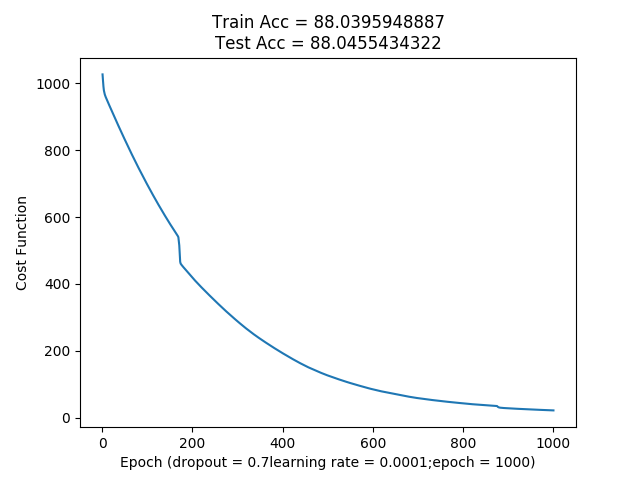 Train Acc = 88.0395948887
Test Acc = 88.0455434322
1000
800
600
400
200
0
Cost Function
0 200 400 600 800 1000
Epoch (dropout = 0.7learning rate = 0.0001;epoch = 1000)